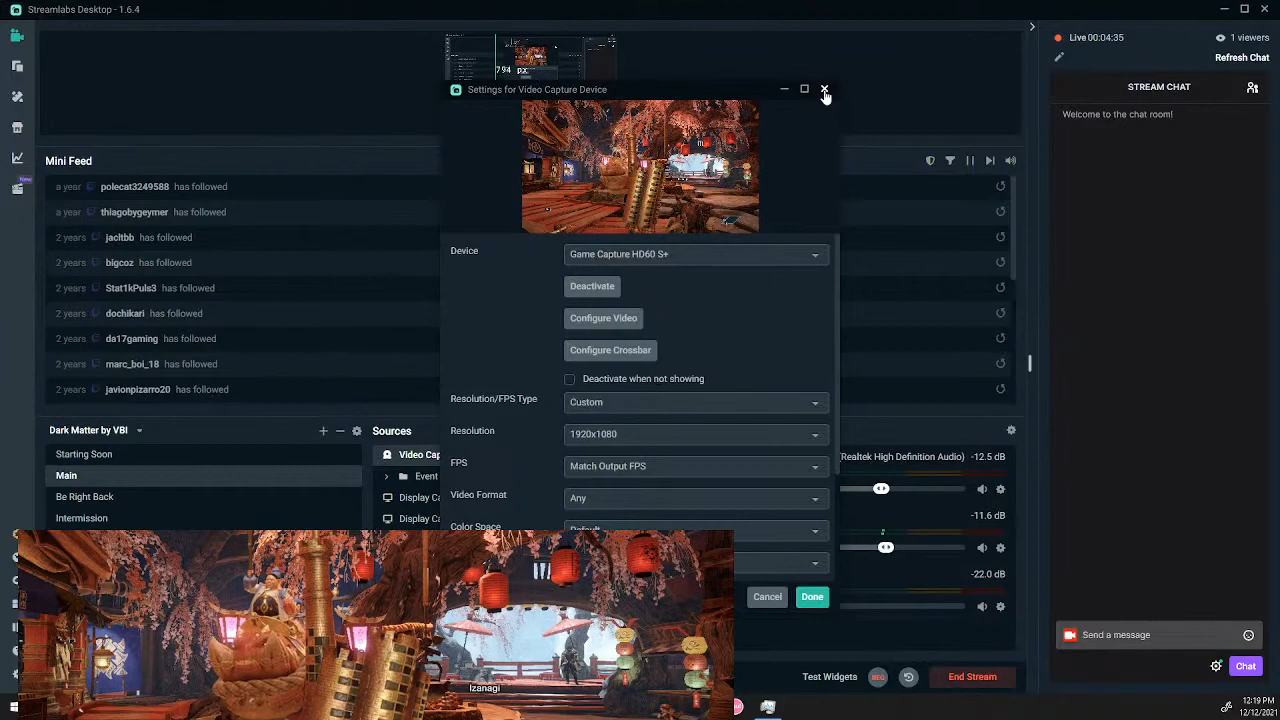 Streamlabs Desktop - 1.6.4
Live 00:04:35
1 viewers
Refresh Chat
794 px
Settings for Video Capture Device
STREAM CHAT
Welcome to the chat room!
Mini Feed
a year polecat3249588 has followed
a year thlagobygeymer has followed
2 years jacltbb has followed
2 years bigcoz has followed
2 years Stat1kPuls3 has followed
2 years dochikari has followed
2 years da17gaming has followed
2 years marc_boi_18 has followed
2 years javionpizarro20 has followed
New
Device
Game Capture HD60 S+
Deactivate
Configure Video
Configure Crossbar
Deactivate when not showing
Resolution/FPS Type
Custom
Resolution
1920x1080
FPS
Match Output FPS
Video Format
Any
Color Space
Default
Cancel
Done
Dark Matter by VBI
Starting Soon
Main
Be Right Back
Intermission
Sources
Video Cap
Event
Display Ca
Display Ca
(Realtek High Definition Audio) -12.5 dB
-11.6 dB
-22.0 dB
Izanagi
Test Widgets
REC
End Stream
Send a message
Chat
12:19 PM
12/12/2021